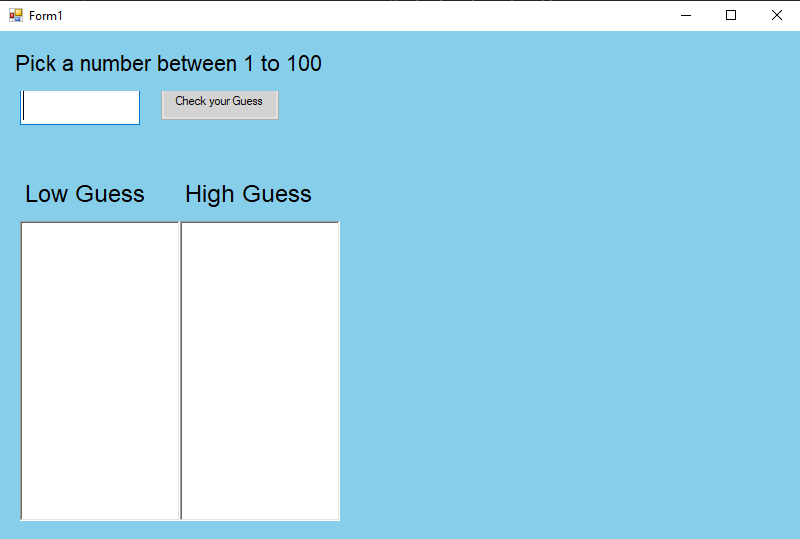 Form1
Pick a number between 1 to 100
Check your Guess
Low Guess High Guess